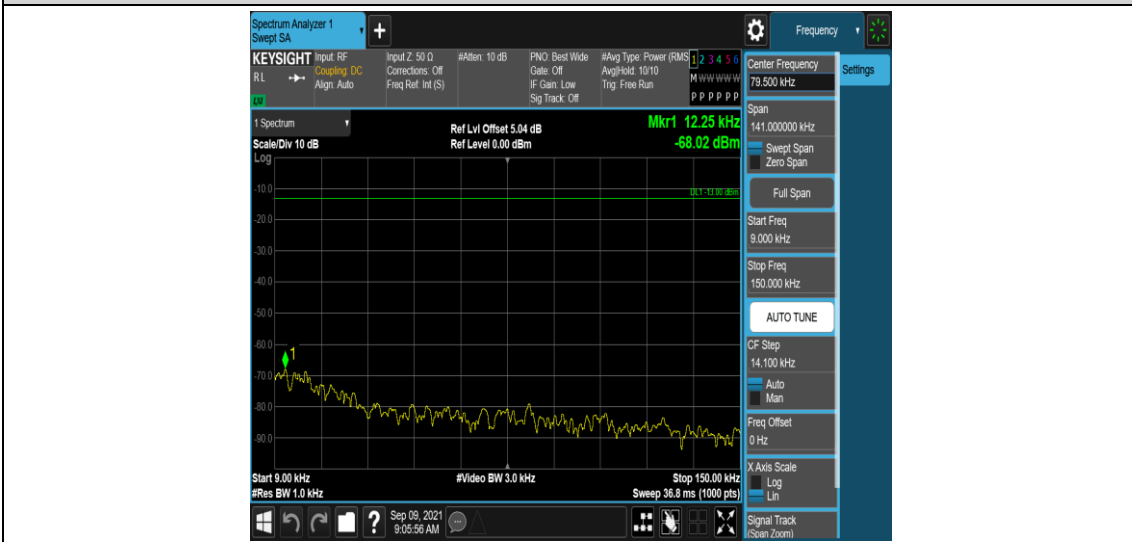 Spectrum Analyzer 1
Swept SA
+
Frequency
KEYSIGHT
RL
LXI
Input: RF
Coupling: DC
Align: Auto
Input Z: 50 Ω
Corrections: Off
Freq Ref: Int (S)
#Atten: 10 dB
PNO: Best Wide
Gate: Off
IF Gain: Low
Sig Track: Off
#Avg Type: Power (RMS
Avg|Hold: 10/10
Trig: Free Run
1 2 3 4 5 6
M W W W W W
P P P P P P
Center Frequency
79.500 kHz
Settings
1 Spectrum
Scale/Div 10 dB
Ref Lvl Offset 5.04 dB
Ref Level 0.00 dBm
Mkr1 12.25 kHz
-68.02 dBm
Log
-10.0
-20.0
-30.0
-40.0
-50.0
-60.0
-70.0
-80.0
-90.0
DL1 -13.00 dBm
1
Start 9.00 kHz
#Res BW 1.0 kHz
#Video BW 3.0 kHz
Stop 150.00 kHz
Sweep 36.8 ms (1000 pts)
Span
141.000000 kHz
Swept Span
Zero Span
Full Span
Start Freq
9.000 kHz
Stop Freq
150.000 kHz
AUTO TUNE
CF Step
14.100 kHz
Auto
Man
Freq Offset
0 Hz
X Axis Scale
Log
Lin
Signal Track
(Span Zoom)
?
Sep 09, 2021
9:05:56 AM